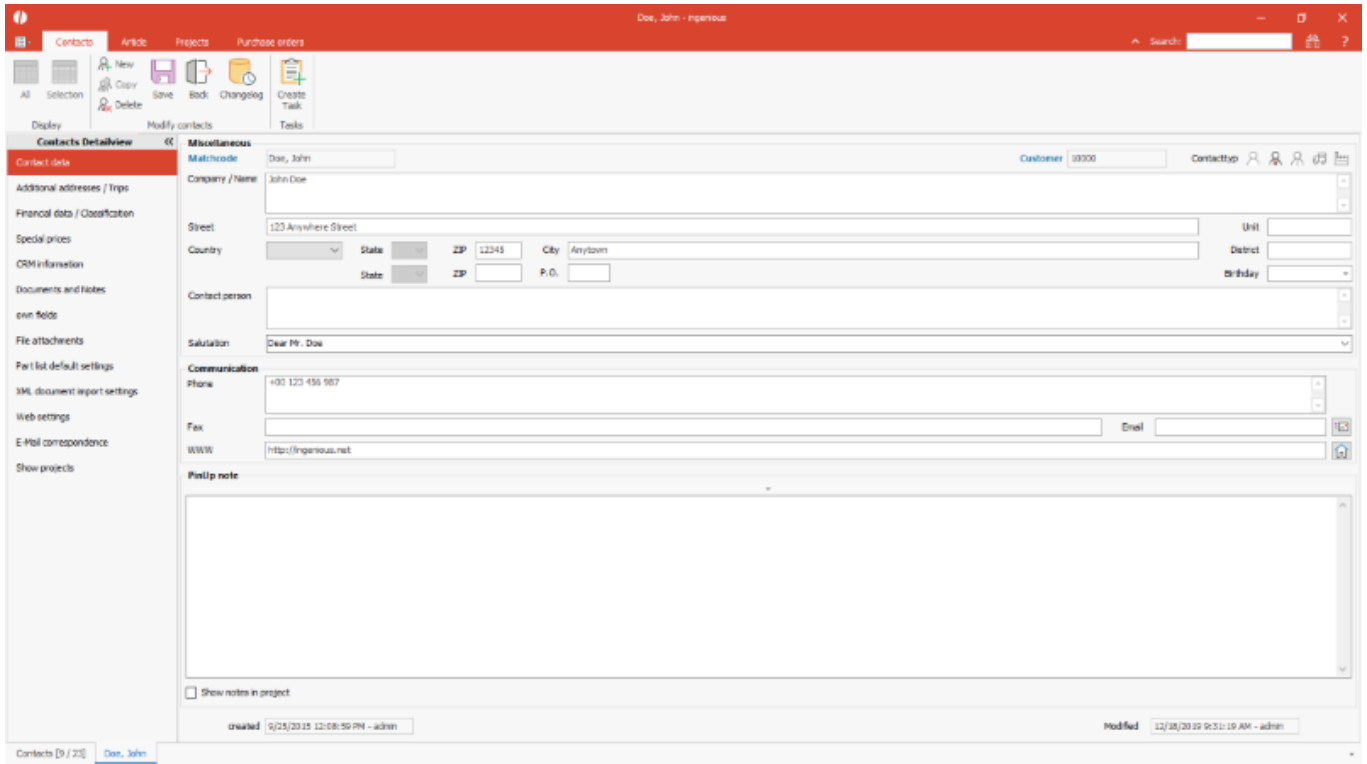 Doe, John - ingenious
Contacts Article Projects Purchase orders Search: ?
New
Copy
Delete
All Selection Save Back Changelog Create Task
Display Modify contacts Tasks
Contacts Detailview «
Contact data
Additional addresses / Trips
Financial data / Classification
Special prices
CRM information
Documents and Notes
own fields
File attachments
Part list default settings
XML document import settings
Web settings
E-Mail correspondence
Show projects
Miscellaneous
Matchcode Doe, John Customer 10000 Contacttyp
Company / Name John Doe
Street 123 Anywhere Street Unit
Country State ZIP 12345 City Anytown District
State ZIP P.O. Birthday
Contact person
Salutation Dear Mr. Doe
Communication
Phone +00 123 456 987
Fax Email
WWW http://ingenious.net
PinUp note
Show notes in project
created 9/25/2015 12:08:59 PM - admin Modified 12/18/2019 9:31:19 AM - admin
Contacts [9 / 23] Doe, John